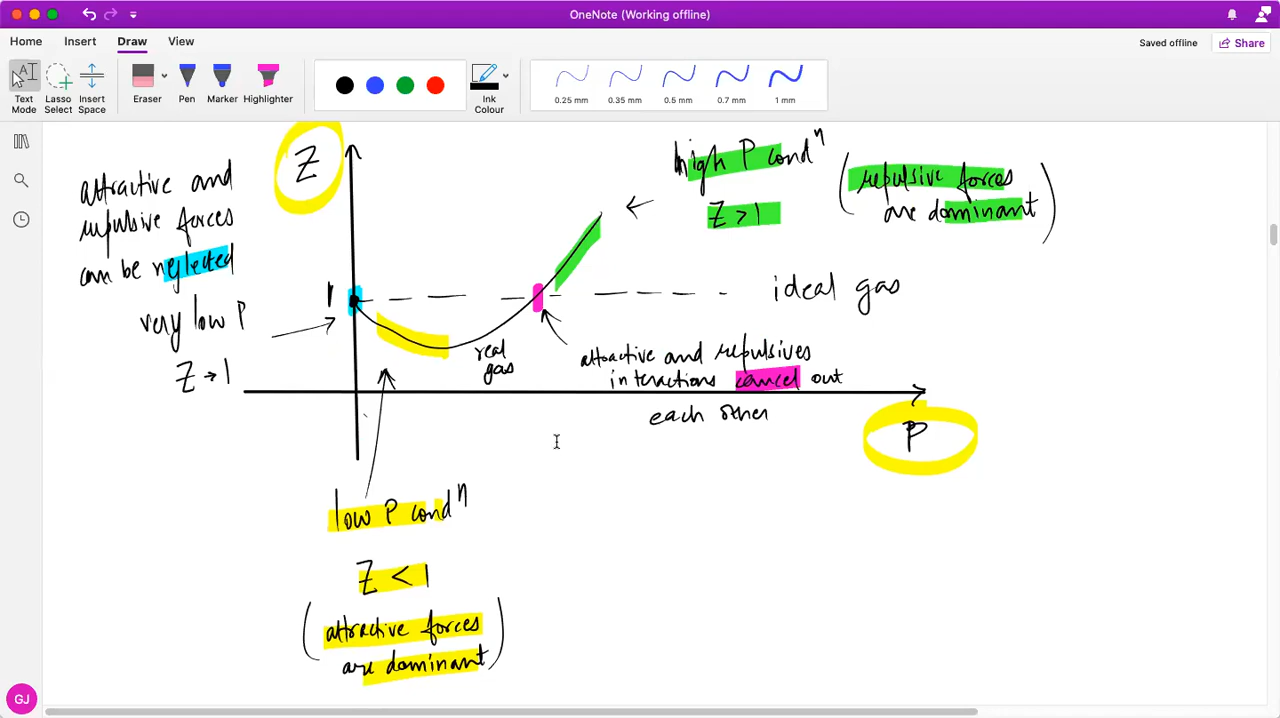 OneNote (Working offline)
Home Insert Draw View
Saved offline
Share
Text Mode
Lasso Select
Insert Space
Eraser
Pen
Marker
Highlighter
Ink Colour
0.25 mm
0.35 mm
0.5 mm
0.7 mm
1 mm
Z
attractive and
repulsive forces
can be neglected
very low P
Z → 1
1
high P condⁿ
Z > 1
(repulsive forces
are dominant)
ideal gas
real
gas
attractive and repulsives
interactions cancel out
each other
P
low P condⁿ
Z < 1
(attractive forces
are dominant)
GJ